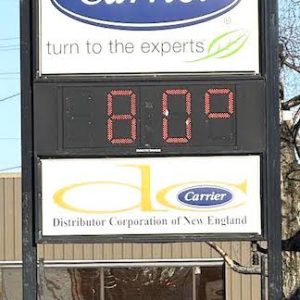 Carrier
turn to the experts
80°
dc
Carrier
Distributor Corporation of New England